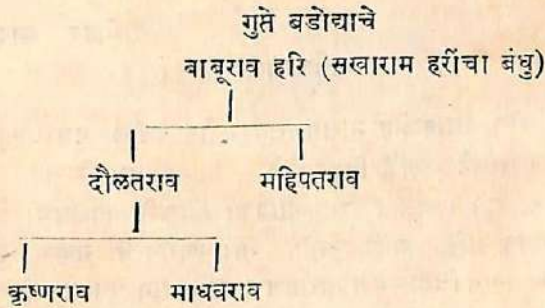 गुप्ते बडोद्याचे
बाबूराव हरि (सखाराम हरींचा बंधु)
दौलतराव महिपतराव
कृष्णराव माधवराव